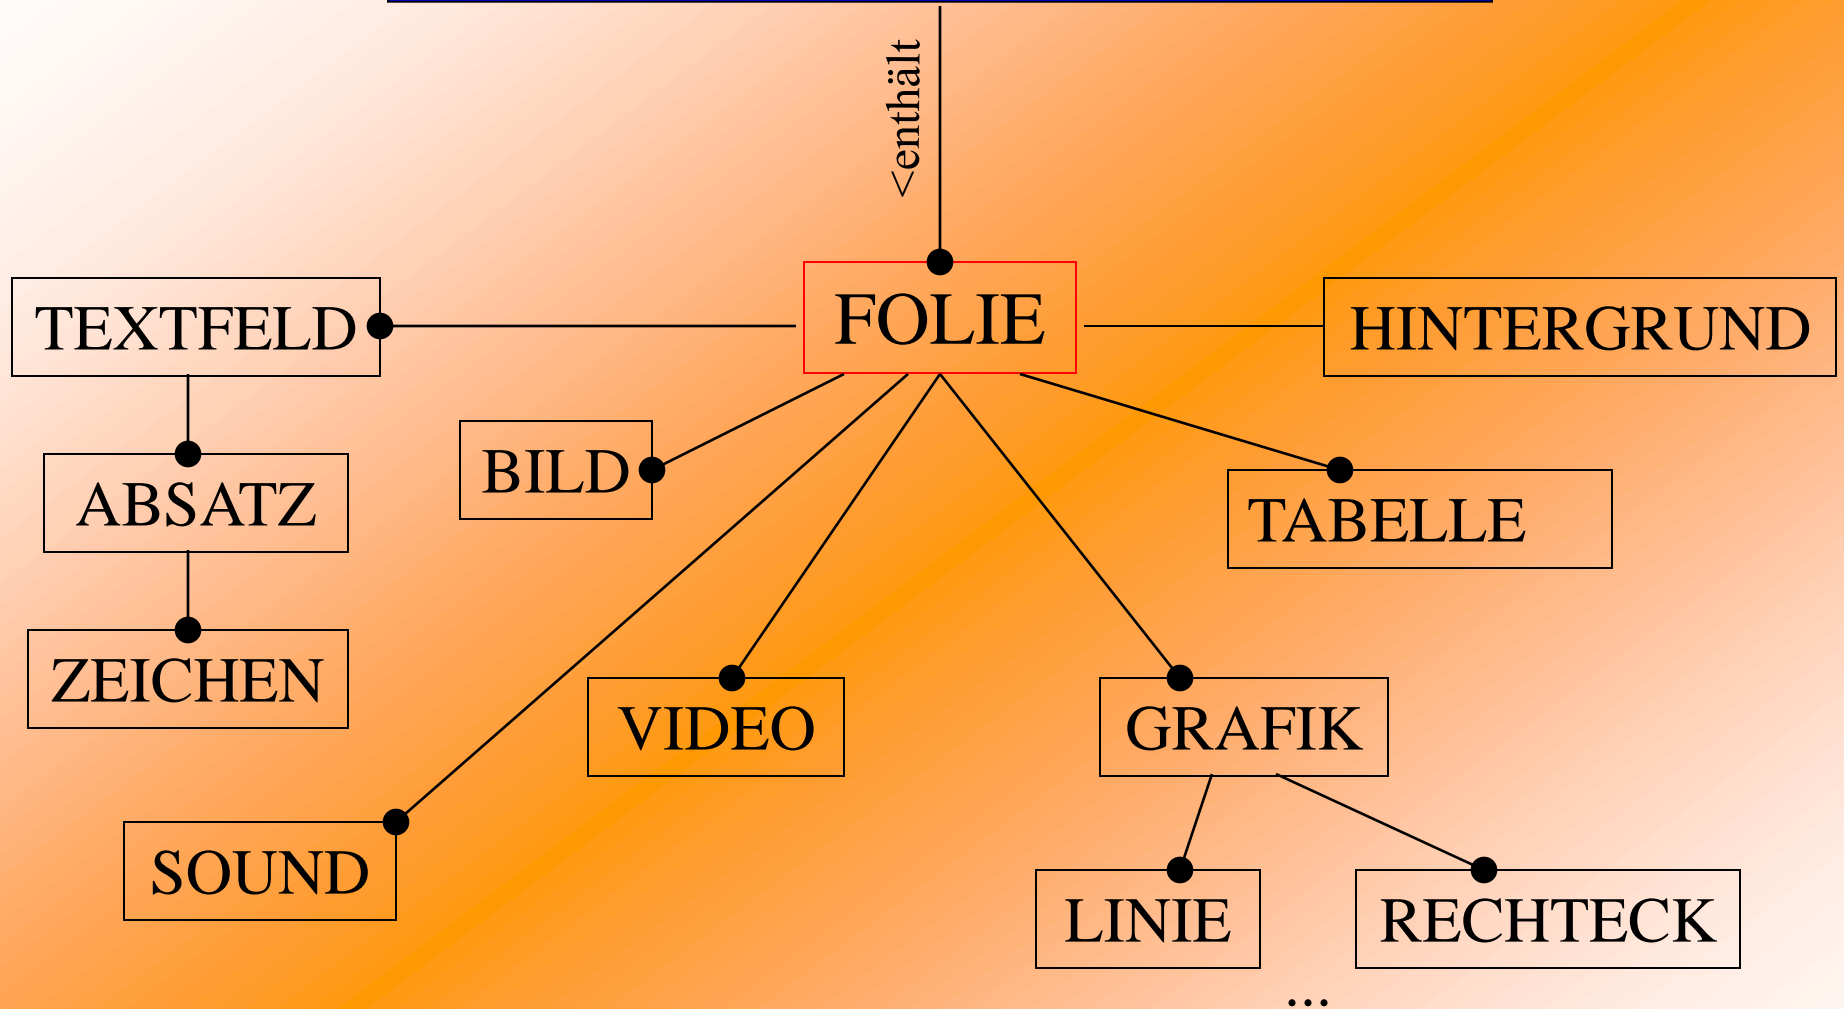 <enthält
FOLIE
TEXTFELD
HINTERGRUND
BILD
TABELLE
ABSATZ
ZEICHEN
VIDEO
GRAFIK
SOUND
LINIE
RECHTECK
...